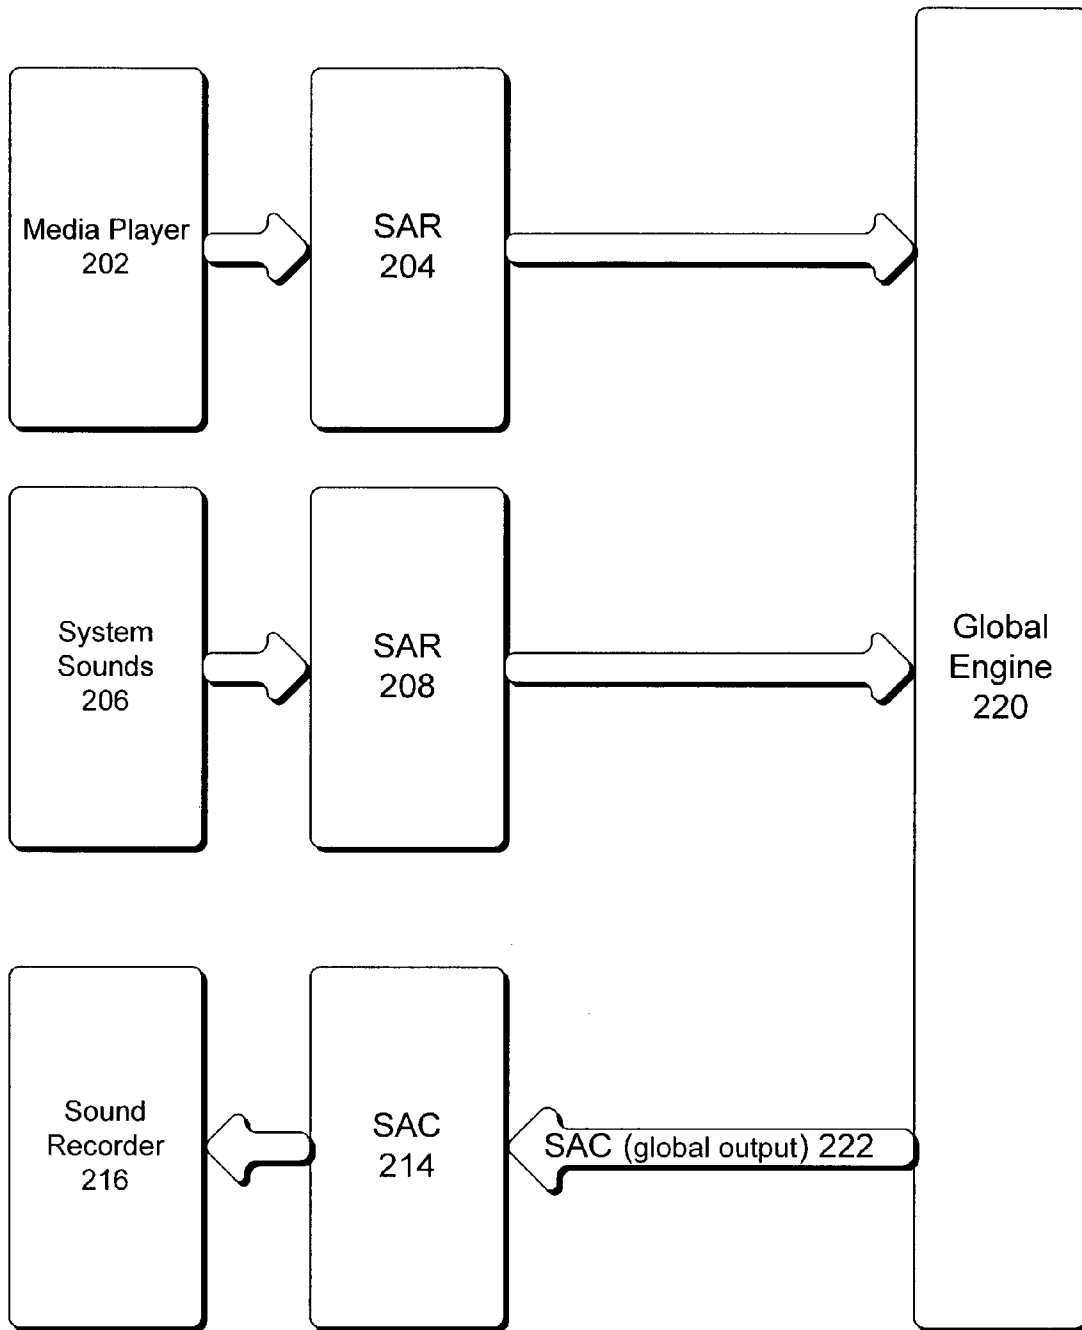 Media Player
202
SAR
204
System
Sounds
206
SAR
208
Global
Engine
220
Sound
Recorder
216
SAC
214
SAC (global output) 222